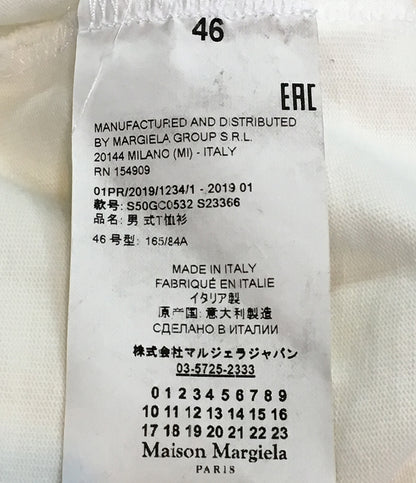 46
EAC
MANUFACTURED AND DISTRIBUTED
BY MARGIELA GROUP S.R.L.
20144 MILANO (MI) - ITALY
RN 154909
01PR/2019/1234/1 - 2019 01
款号: S50GC0532 S23366
品名: 男 式T恤衫
46 号型: 165/84A
MADE IN ITALY
FABRIQUÉ EN ITALIE
イタリア製
原产国: 意大利製造
СДЕЛАНО В ИТАЛИИ
株式会社マルジェラジャパン
03-5725-2333
0 1 2 3 4 5 6 7 8 9
10 11 12 13 14 15 16
17 18 19 20 21 22 23
Maison Margiela
PARIS